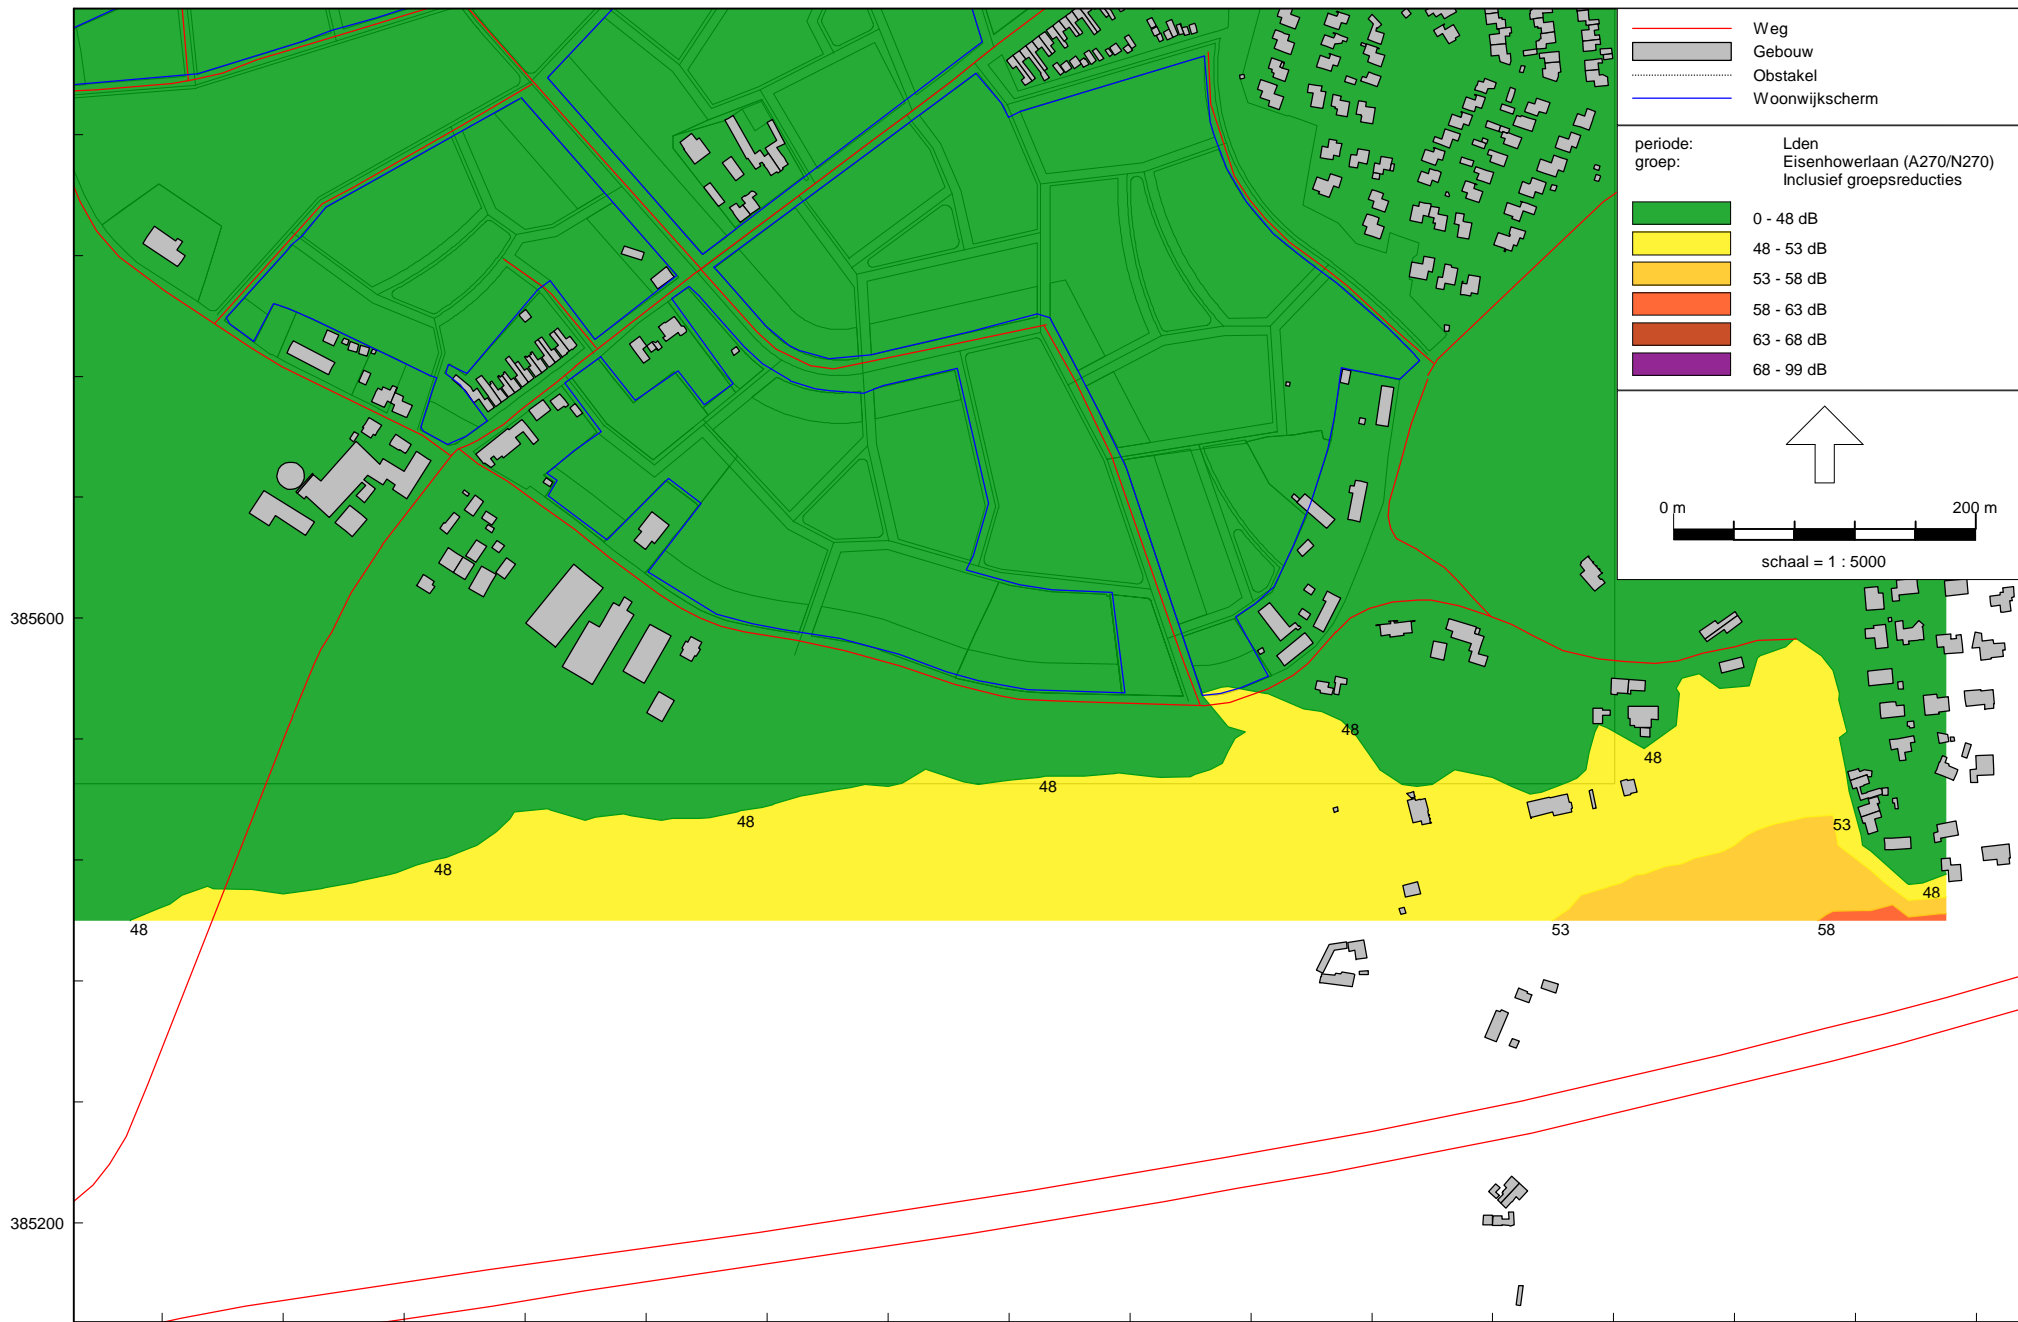 Weg
Gebouw
Obstakel
Woonwijkscherm
periode: Lden
groep: Eisenhowerlaan (A270/N270)
Inclusief groepsreducties
0 - 48 dB
48 - 53 dB
53 - 58 dB
58 - 63 dB
63 - 68 dB
68 - 99 dB
0 m 200 m
schaal = 1 : 5000
385600
48
48
48
48
53
48
48
48
48
53
58
385200